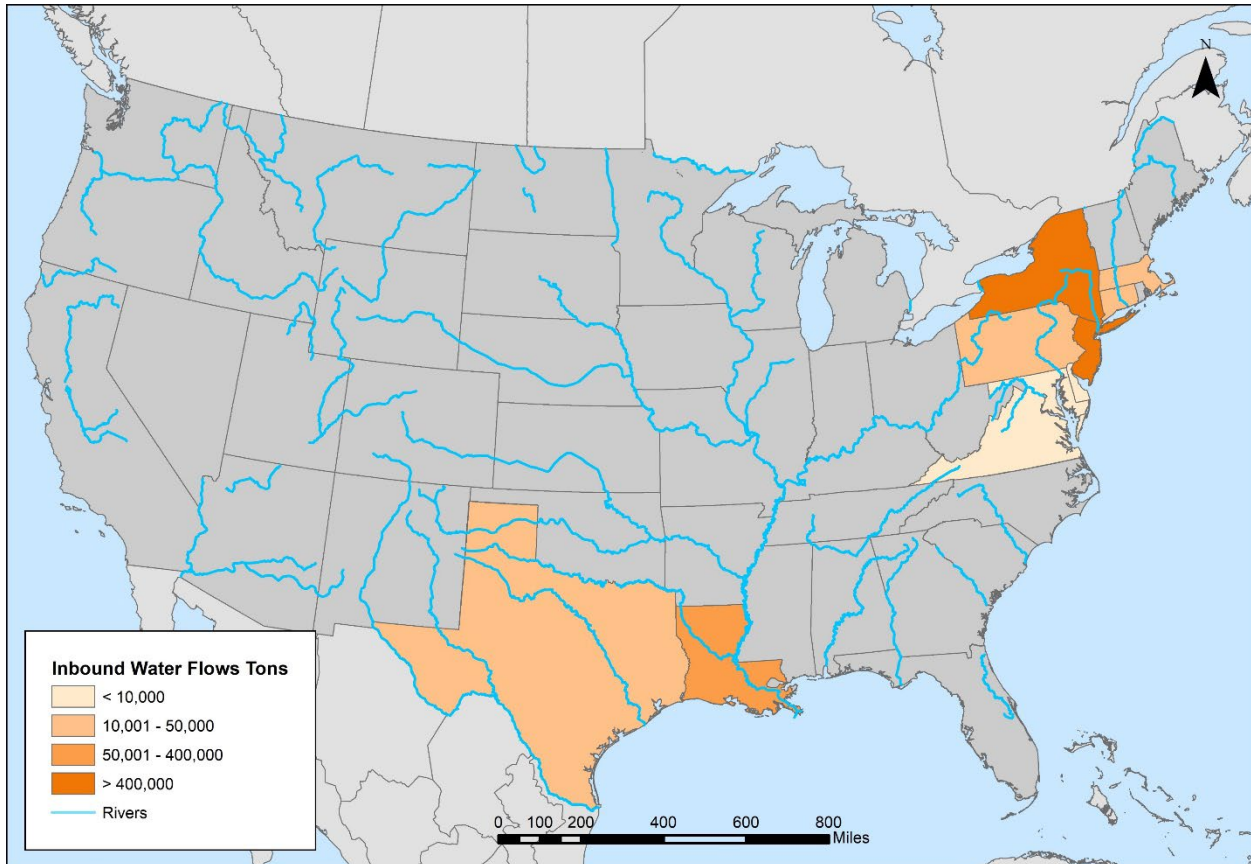 N
Inbound Water Flows Tons
< 10,000
10,001 - 50,000
50,001 - 400,000
> 400,000
Rivers
0 100 200 400 600 800
Miles